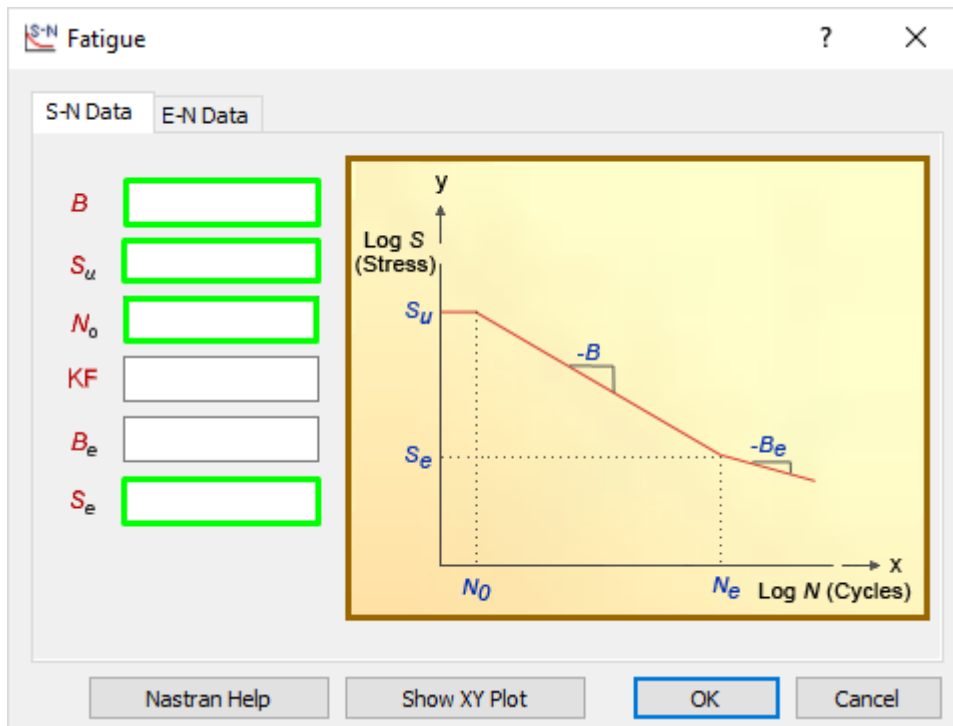 S-N Fatigue ?
S-N Data E-N Data
B
Su
No
KF
Be
Se
y
Log S
(Stress)
Su
-B
Se
-Be
x
N0
Ne
Log N (Cycles)
Nastran Help Show XY Plot OK Cancel